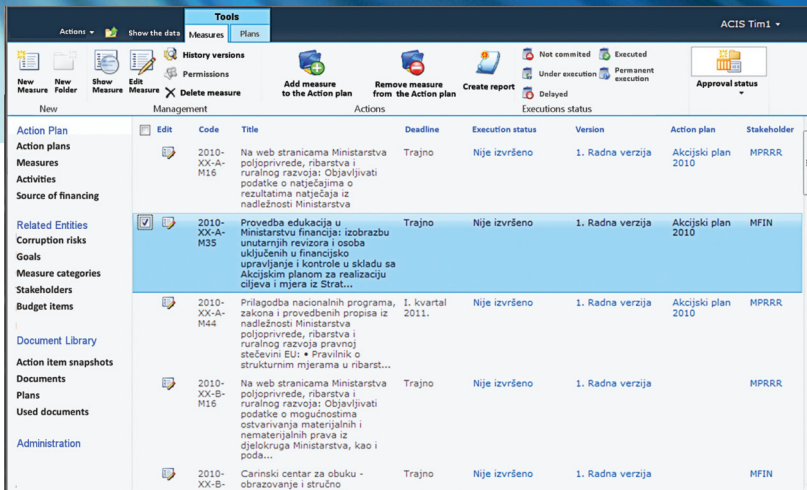 Tools
Actions
Show the data
Measures
Plans
ACIS Tim1
New Measure
New Folder
New
Show Measure
Edit Measure
History versions
Permissions
Delete measure
Management
Add measure
to the Action plan
Remove measure
from the Action plan
Actions
Create report
Not commited
Executed
Under execution
Permanent execution
Delayed
Executions status
Approval status
Action Plan
Action plans
Measures
Activities
Source of financing
Related Entities
Corruption risks
Goals
Measure categories
Stakeholders
Budget items
Document Library
Action item snapshots
Documents
Plans
Used documents
Administration
Edit Code Title Deadline Execution status Version Action plan Stakeholder
2010-XX-A-M16
Na web stranicama Ministarstva
poljoprivrede, ribarstva i
ruralnog razvoja: Objavljivati
podatke o natječajima o
rezultatima natječaja iz
nadležnosti Ministarstva
Trajno
Nije izvršeno
1. Radna verzija
Akcijski plan 2010
MPRRR
2010-XX-A-M35
Provedba edukacija u
Ministarstvu financija: izobrazbu
unutarnjih revizora i osoba
uključenih u financijsko
upravljanje i kontrole u skladu sa
Akcijskim planom za realizaciju
ciljeva i mjera iz Strat...
Trajno
Nije izvršeno
1. Radna verzija
Akcijski plan 2010
MFIN
2010-XX-A-M44
Prilagodba nacionalnih programa,
zakona i provedbenih propisa iz
nadležnosti Ministarstva
poljoprivrede, ribarstva i
ruralnog razvoja pravnoj
stečevini EU: • Pravilnik o
strukturnim mjerama u ribarst...
I. kvartal 2011.
Nije izvršeno
1. Radna verzija
Akcijski plan 2010
MPRRR
2010-XX-B-M16
Na web stranicama Ministarstva
poljoprivrede, ribarstva i
ruralnog razvoja: Objavljivati
podatke o mogućnostima
ostvarivanja materijalnih i
nematerijalnih prava iz
djelokruga Ministarstva, kao i
poda...
Trajno
Nije izvršeno
1. Radna verzija
MPRRR
2010-XX-B-
Carinski centar za obuku -
obrazovanje i stručno
Trajno
Nije izvršeno
1. Radna verzija
MFIN